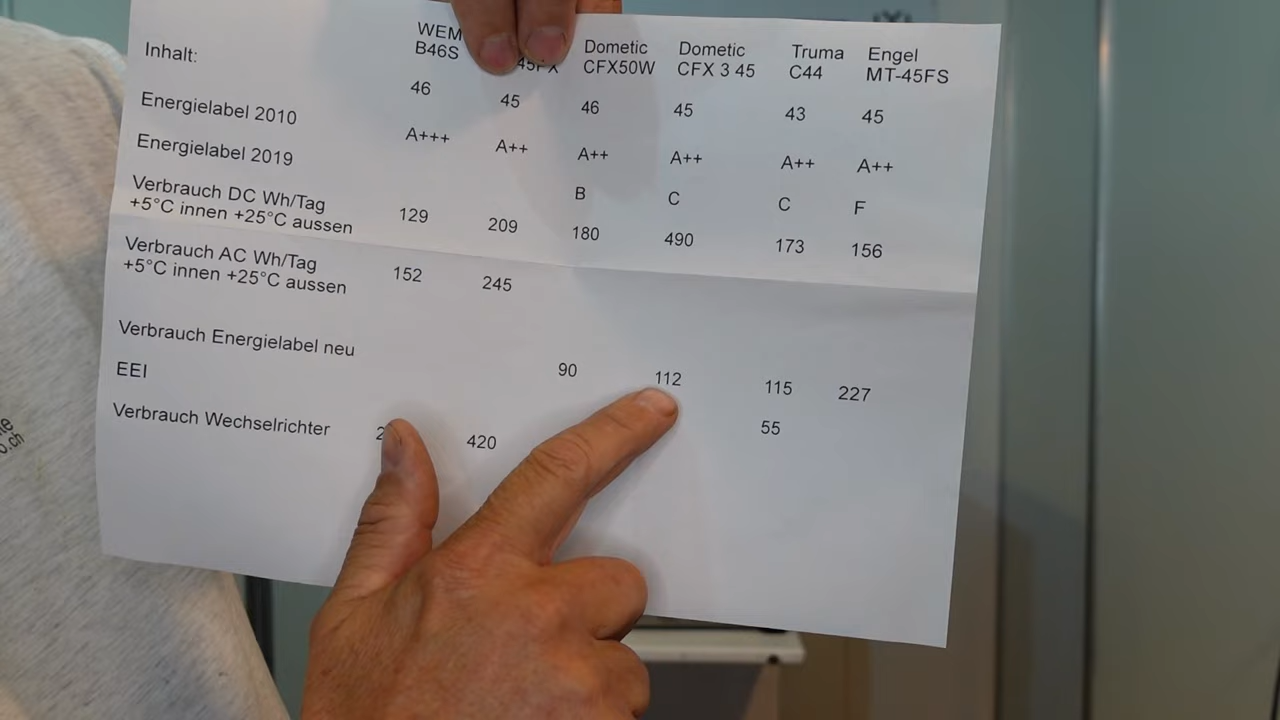 WEM Dometic Dometic Truma Engel
B46S CFX50W CFX 3 45 C44 MT-45FS
Inhalt: 46 45 46 45 43 45
Energielabel 2010 A+++ A++ A++ A++ A++ A++
Energielabel 2019 B C C F
Verbrauch DC Wh/Tag
+5°C innen +25°C aussen 129 209 180 490 173 156
Verbrauch AC Wh/Tag
+5°C innen +25°C aussen 152 245
Verbrauch Energielabel neu 90 112 115 227
EEI 55
Verbrauch Wechselrichter 420